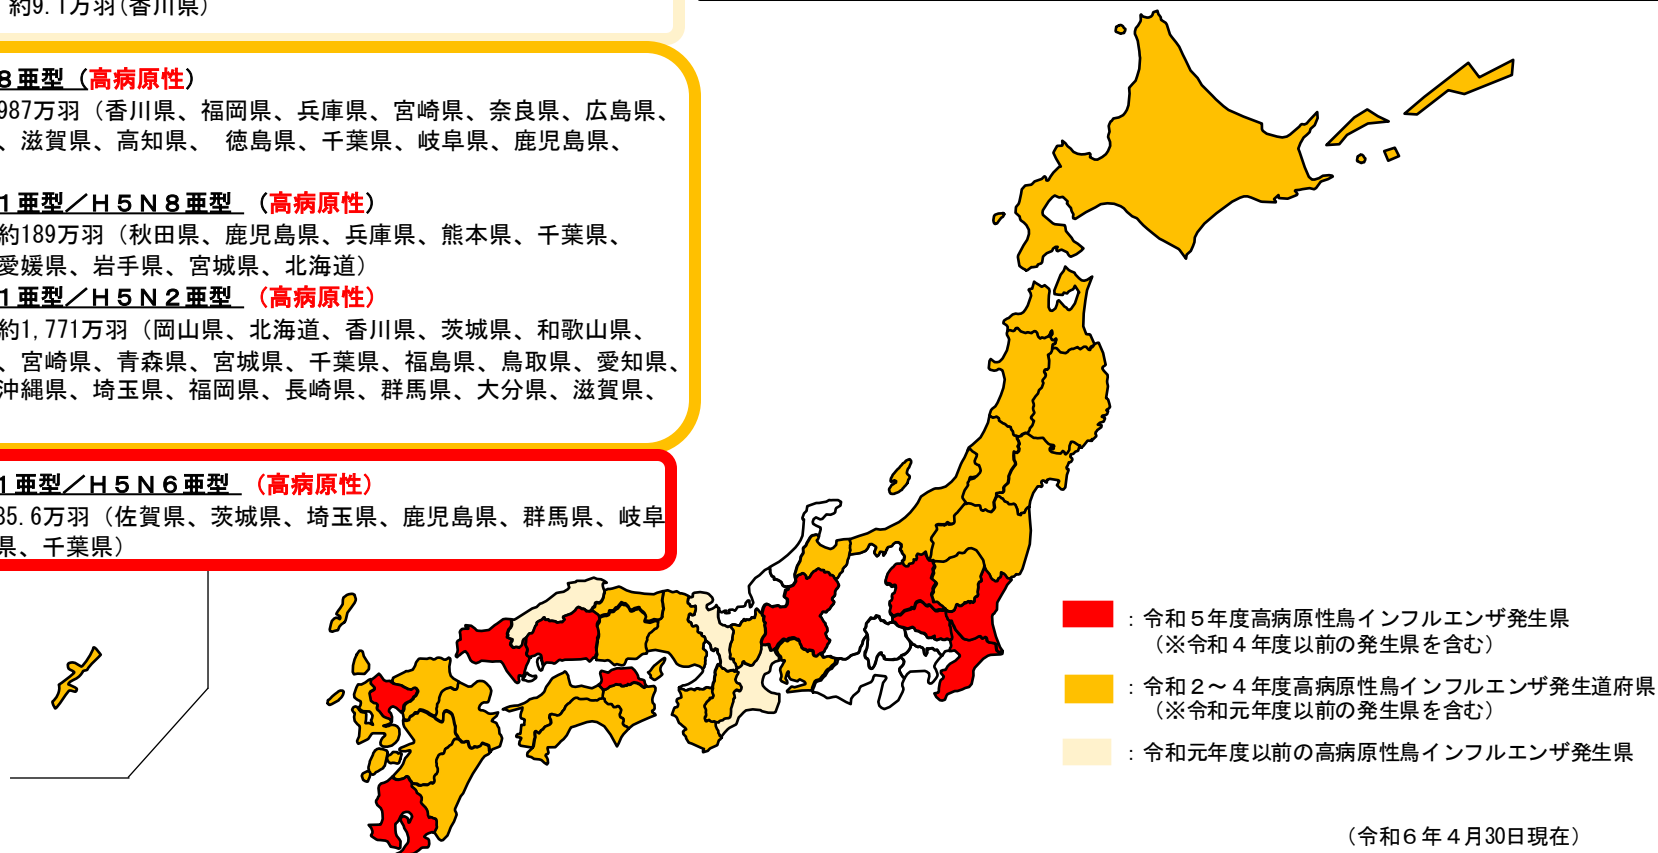 約9.1万羽(香川県)
8亜型（高病原性）
987万羽（香川県、福岡県、兵庫県、宮崎県、奈良県、広島県、
、滋賀県、高知県、 徳島県、千葉県、岐阜県、鹿児島県、
1亜型／H5N8亜型 （高病原性）
約189万羽（秋田県、鹿児島県、兵庫県、熊本県、千葉県、
愛媛県、岩手県、宮城県、北海道）
1亜型／H5N2亜型 （高病原性）
約1,771万羽（岡山県、北海道、香川県、茨城県、和歌山県、
、宮崎県、青森県、宮城県、千葉県、福島県、鳥取県、愛知県、
沖縄県、埼玉県、福岡県、長崎県、群馬県、大分県、滋賀県、
1亜型／H5N6亜型 （高病原性）
85.6万羽（佐賀県、茨城県、埼玉県、鹿児島県、群馬県、岐阜
県、千葉県）
：令和５年度高病原性鳥インフルエンザ発生県
（※令和４年度以前の発生県を含む）
：令和２～４年度高病原性鳥インフルエンザ発生道府県
（※令和元年度以前の発生県を含む）
：令和元年度以前の高病原性鳥インフルエンザ発生県
（令和６年４月30日現在）